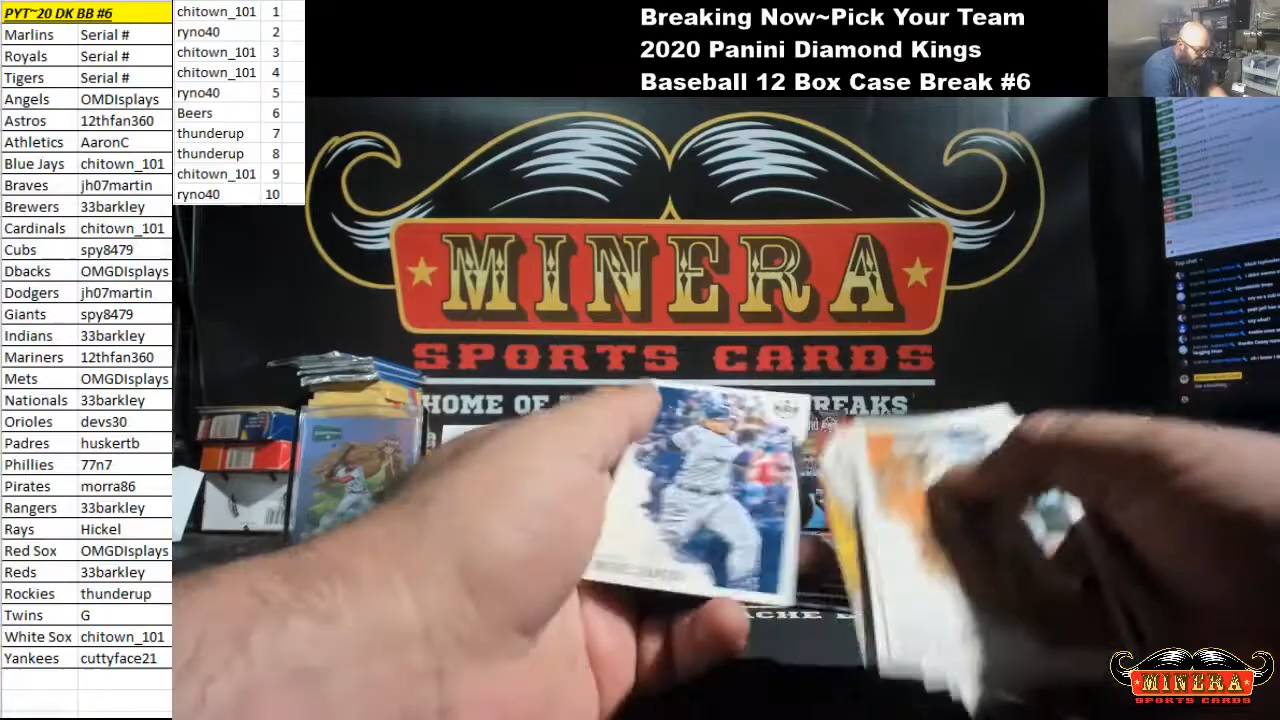 PYT~20 DK BB #6
Marlins Serial #
Royals Serial #
Tigers Serial #
Angels OMDIsplays
Astros 12thfan360
Athletics AaronC
Blue Jays chitown_101
Braves jh07martin
Brewers 33barkley
Cardinals chitown_101
Cubs spy8479
Dbacks OMGDIsplays
Dodgers jh07martin
Giants spy8479
Indians 33barkley
Mariners 12thfan360
Mets OMGDIsplays
Nationals 33barkley
Orioles devs30
Padres huskertb
Phillies 77n7
Pirates morra86
Rangers 33barkley
Rays Hickel
Red Sox OMGDIsplays
Reds 33barkley
Rockies thunderup
Twins G
White Sox chitown_101
Yankees cuttyface21
chitown_101 1
ryno40 2
chitown_101 3
chitown_101 4
ryno40 5
Beers 6
thunderup 7
thunderup 8
chitown_101 9
ryno40 10
Breaking Now~Pick Your Team
2020 Panini Diamond Kings
Baseball 12 Box Case Break #6
MINERA
SPORTS CARDS
HOME OF
BREAKS
MINERA
SPORTS CARDS